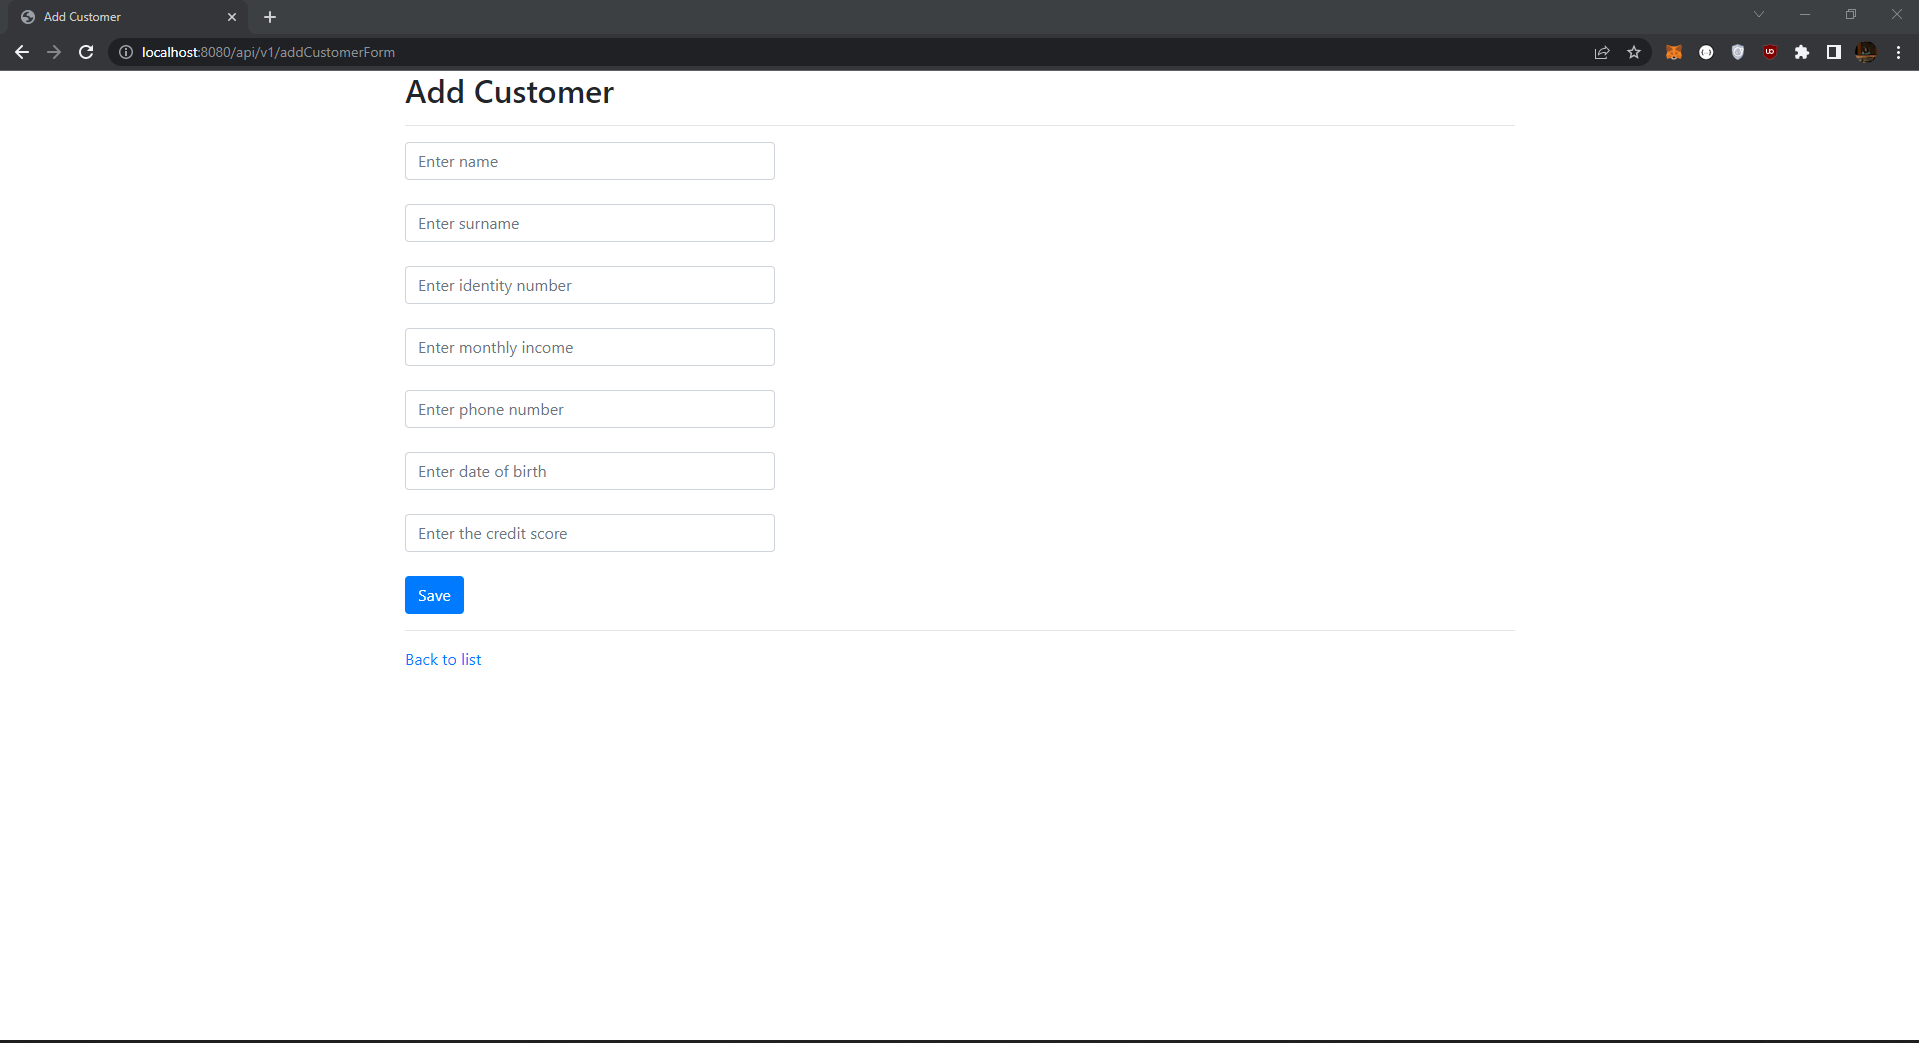 Add Customer
localhost:8080/api/v1/addCustomerForm
Add Customer
Enter name
Enter surname
Enter identity number
Enter monthly income
Enter phone number
Enter date of birth
Enter the credit score
Save
Back to list